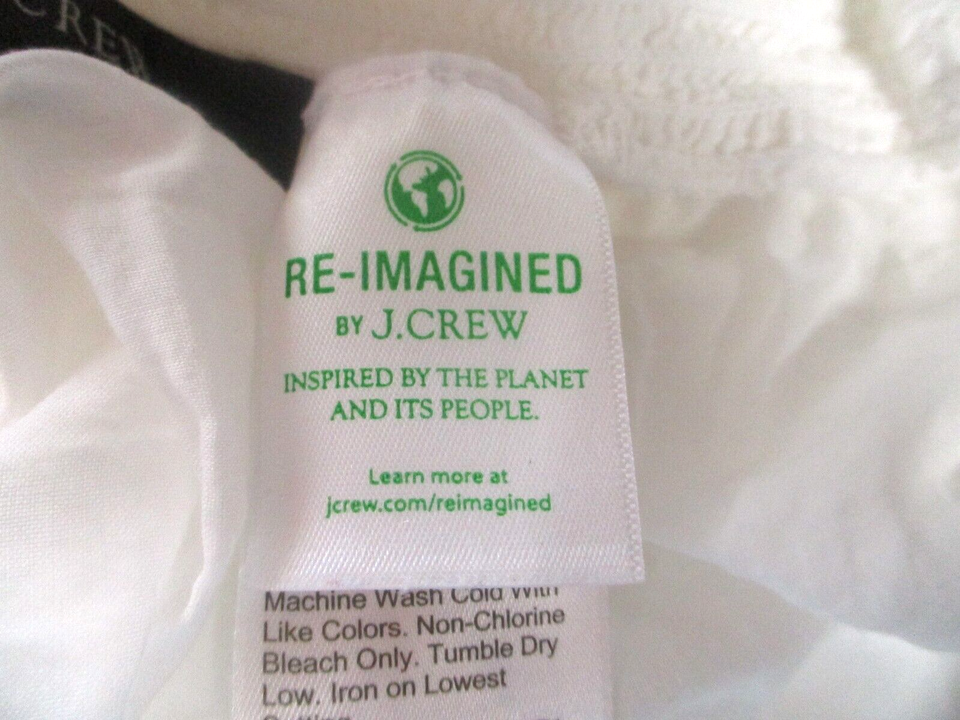 CREW
RE-IMAGINED
BY J.CREW
INSPIRED BY THE PLANET
AND ITS PEOPLE.
Learn more at
jcrew.com/reimagined
Machine Wash Cold With
Like Colors. Non-Chlorine
Bleach Only. Tumble Dry
Low. Iron on Lowest